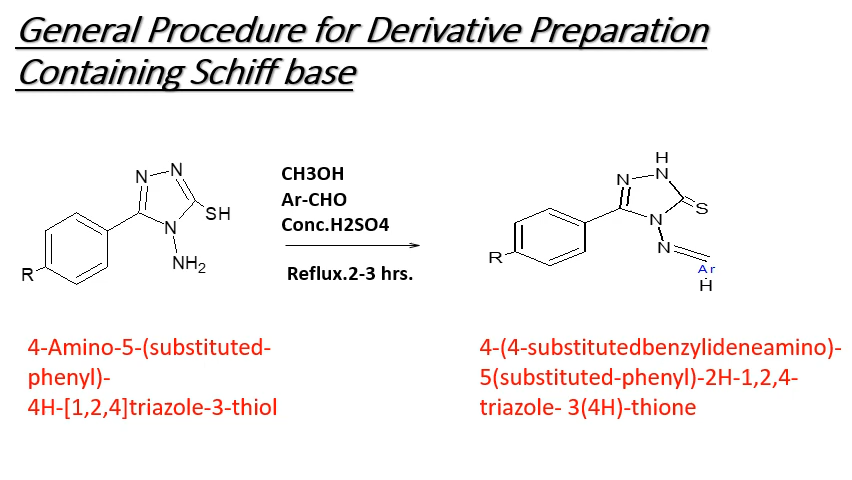 General Procedure for Derivative Preparation
Containing Schiff base
N N
SH
N
NH2
R
CH3OH
Ar-CHO
Conc.H2SO4
Reflux.2-3 hrs.
H
N N
S
N
N
R
Ar
H
4-Amino-5-(substituted-
phenyl)-
4H-[1,2,4]triazole-3-thiol
4-(4-substitutedbenzylideneamino)-
5(substituted-phenyl)-2H-1,2,4-
triazole- 3(4H)-thione